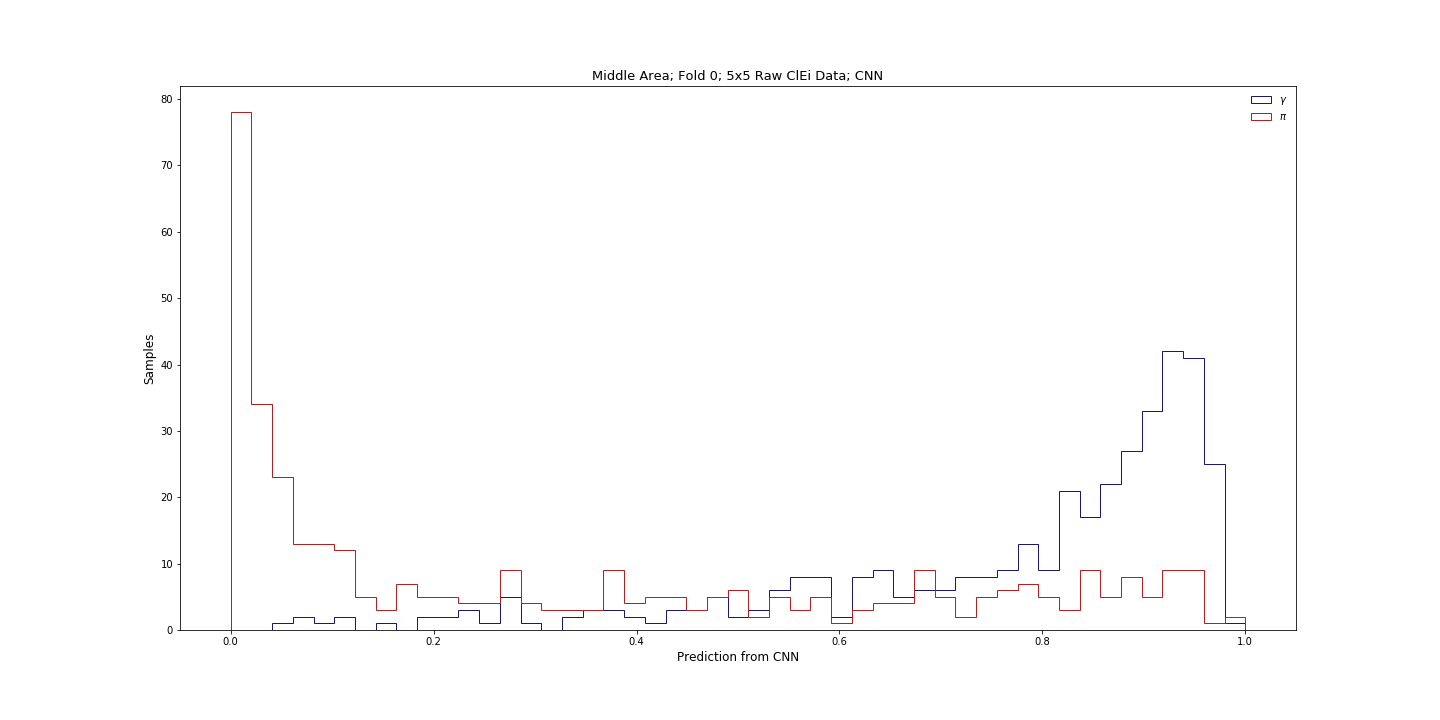 Middle Area; Fold 0; 5x5 Raw ClEi Data; CNN
γ
π
80
70
60
50
40
30
20
10
0
Samples
0.0 0.2 0.4 0.6 0.8 1.0
Prediction from CNN